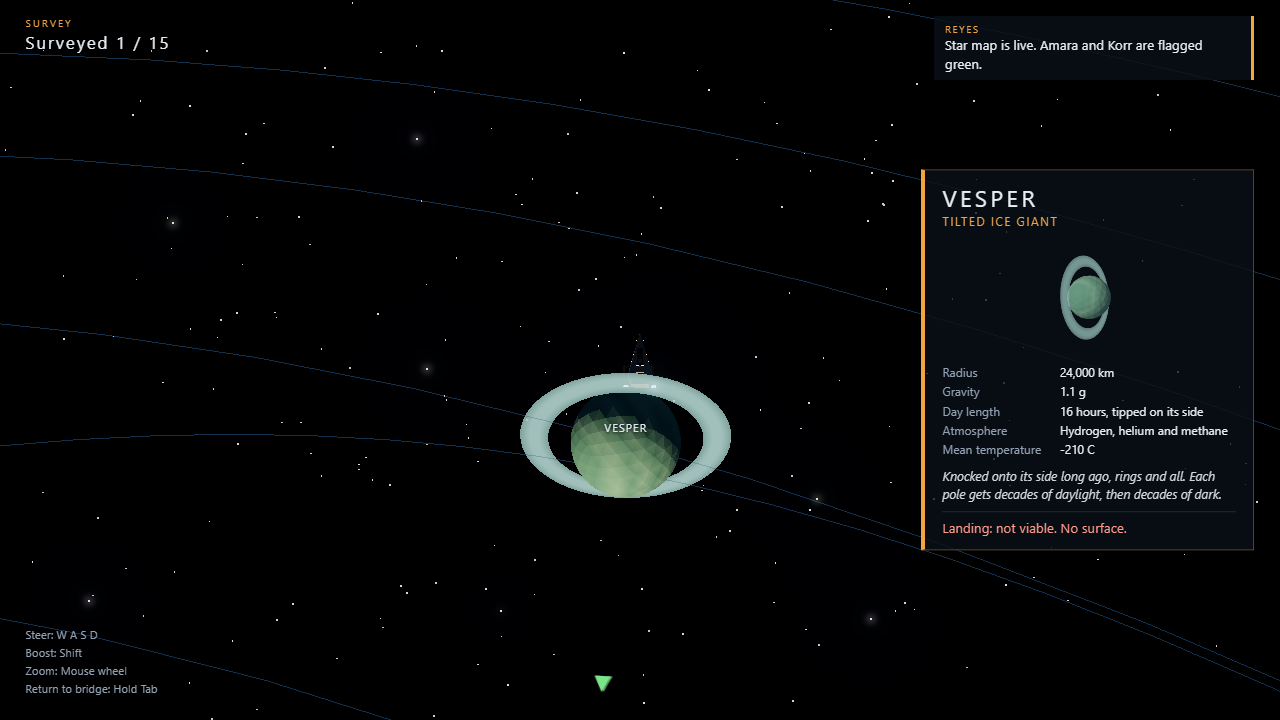 SURVEY
Surveyed 1 / 15
REYES
Star map is live. Amara and Korr are flagged
green.
VESPER
TILTED ICE GIANT
Radius 24,000 km
Gravity 1.1 g
Day length 16 hours, tipped on its side
Atmosphere Hydrogen, helium and methane
Mean temperature -210 C
Knocked onto its side long ago, rings and all. Each
pole gets decades of daylight, then decades of dark.
Landing: not viable. No surface.
VESPER
Steer: W A S D
Boost: Shift
Zoom: Mouse wheel
Return to bridge: Hold Tab